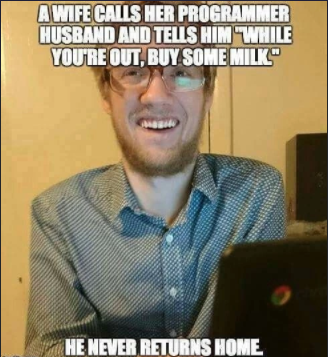 A WIFE CALLS HER PROGRAMMER
HUSBAND AND TELLS HIM "WHILE
YOU'RE OUT, BUY SOME MILK."
HE NEVER RETURNS HOME.